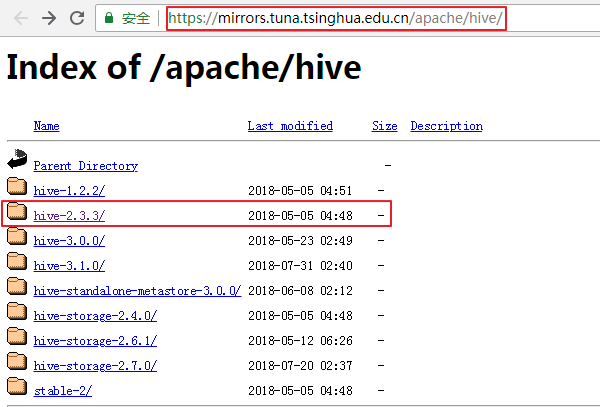 安全 | https://mirrors.tuna.tsinghua.edu.cn/apache/hive/
Index of /apache/hive
Name Last modified Size Description
Parent Directory -
hive-1.2.2/ 2018-05-05 04:51 -
hive-2.3.3/ 2018-05-05 04:48 -
hive-3.0.0/ 2018-05-23 02:49 -
hive-3.1.0/ 2018-07-31 02:40 -
hive-standalone-metastore-3.0.0/ 2018-06-08 02:12 -
hive-storage-2.4.0/ 2018-05-05 04:48 -
hive-storage-2.6.1/ 2018-05-12 06:26 -
hive-storage-2.7.0/ 2018-07-20 02:37 -
stable-2/ 2018-05-05 04:48 -